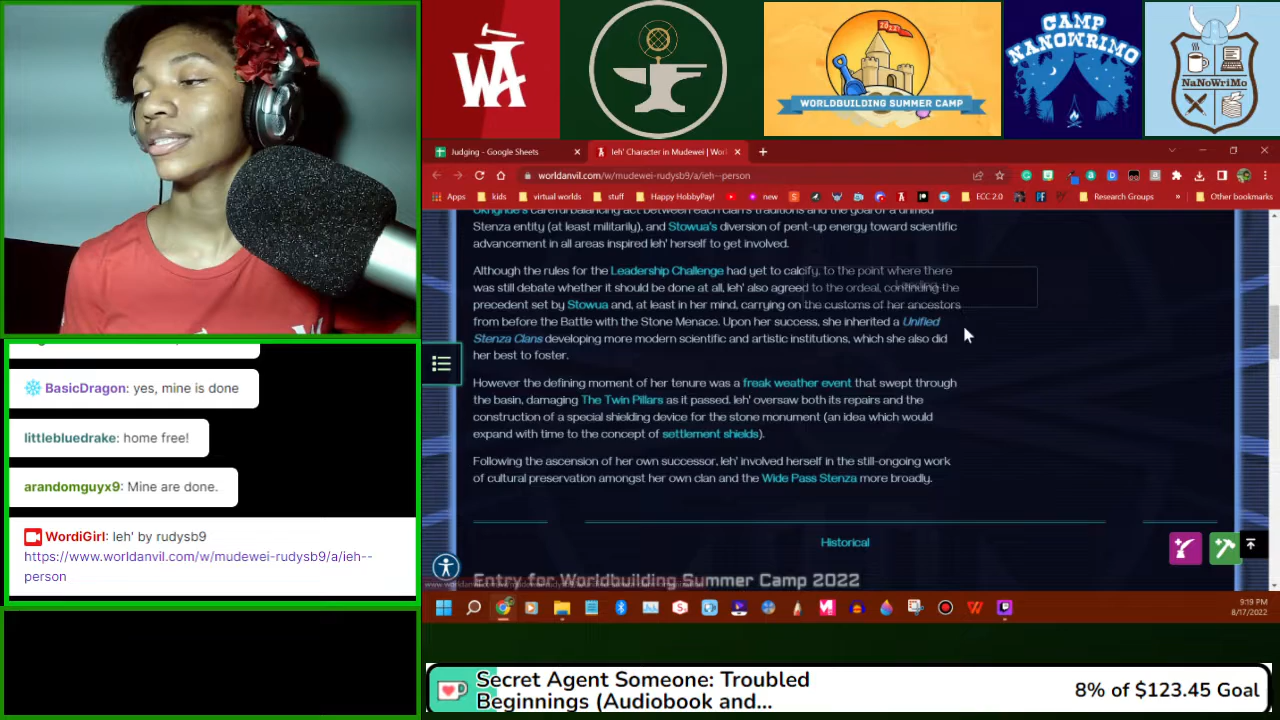 WA
2022
WORLDBUILDING SUMMER CAMP
CAMP
NANOWRIMO
NaNoWriMo
Judging - Google Sheets
Ieh' Character in Mudewei | Worl
worldanvil.com/w/mudewei-rudysb9/a/ieh--person
Apps
kids
virtual worlds
stuff
Happy HobbyPay!
new
ECC 2.0
Research Groups
»
Other bookmarks
careful balancing act between each clan's traditions and the goal of a unified
Stenza entity (at least militarily), and Stowua's diversion of pent-up energy toward scientific
advancement in all areas inspired Ieh' herself to get involved.
Although the rules for the Leadership Challenge had yet to calcify, to the point where there
was still debate whether it should be done at all, Ieh' also agreed to the ordeal, continuing the
precedent set by Stowua and, at least in her mind, carrying on the customs of her ancestors
from before the Battle with the Stone Menace. Upon her success, she inherited a Unified
Stenza Clans developing more modern scientific and artistic institutions, which she also did
her best to foster.
However the defining moment of her tenure was a freak weather event that swept through
the basin, damaging The Twin Pillars as it passed. Ieh' oversaw both its repairs and the
construction of a special shielding device for the stone monument (an idea which would
expand with time to the concept of settlement shields).
Following the ascension of her own successor, Ieh' involved herself in the still-ongoing work
of cultural preservation amongst her own clan and the Wide Pass Stenza more broadly.
Historical
Entry for Worldbuilding Summer Camp 2022
BasicDragon: yes, mine is done
littlebluedrake: home free!
arandomguyx9: Mine are done.
WordiGirl: Ieh' by rudysb9
https://www.worldanvil.com/w/mudewei-rudysb9/a/ieh--
person
9:19 PM
8/17/2022
Secret Agent Someone: Troubled
Beginnings (Audiobook and...
8% of $123.45 Goal